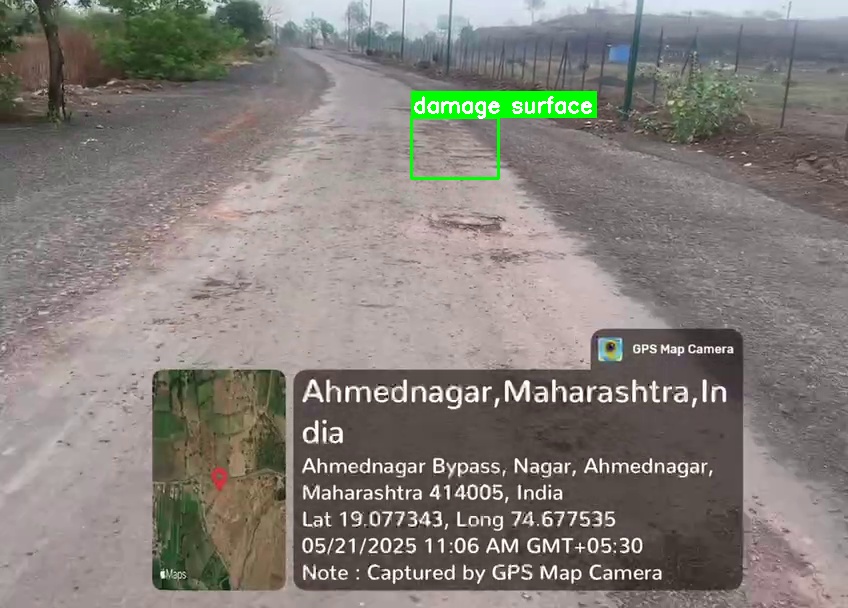 damage surface
GPS Map Camera
Ahmednagar,Maharashtra,In
dia
Ahmednagar Bypass, Nagar, Ahmednagar,
Maharashtra 414005, India
Lat 19.077343, Long 74.677535
05/21/2025 11:06 AM GMT+05:30
Note : Captured by GPS Map Camera
Maps